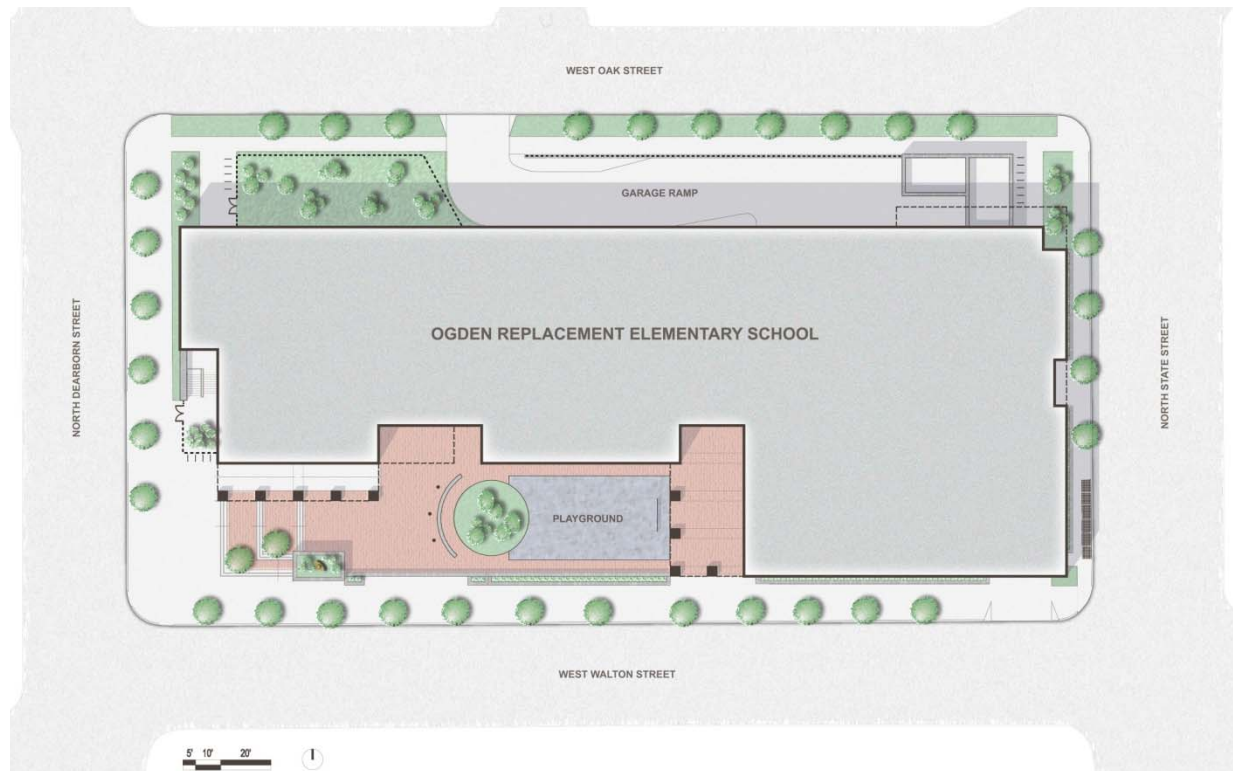 WEST OAK STREET
GARAGE RAMP
OGDEN REPLACEMENT ELEMENTARY SCHOOL
NORTH DEARBORN STREET
NORTH STATE STREET
PLAYGROUND
WEST WALTON STREET
5' 10' 20'